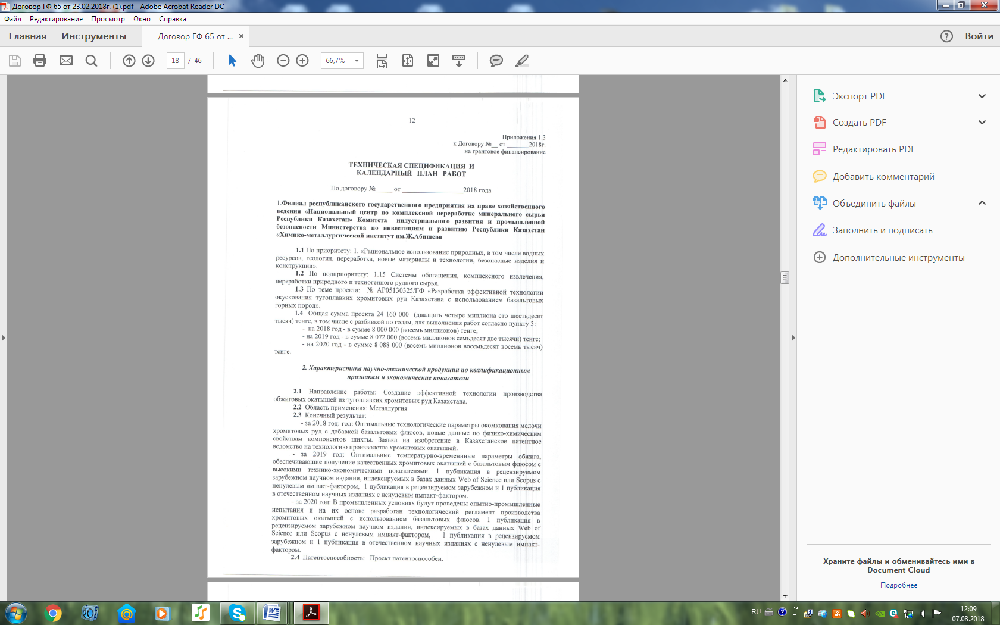 Договор ГФ 65 от 23.02.2018г. (1).pdf - Adobe Acrobat Reader DC
Файл Редактирование Просмотр Окно Справка
Главная Инструменты Договор ГФ 65 от ... × Войти
18 / 46 66,7%
12
Приложения 1.3
к Договору №__ от _______2018г.
на грантовое финансирование
ТЕХНИЧЕСКАЯ СПЕЦИФИКАЦИЯ И
КАЛЕНДАРНЫЙ ПЛАН РАБОТ
По договору №_____ от ___________________2018 года
1.Филиал республиканского государственного предприятия на праве хозяйственного
ведения «Национальный центр по комплексной переработке минерального сырья
Республики Казахстан» Комитета индустриального развития и промышленной
безопасности Министерства по инвестициям и развитию Республики Казахстан
«Химико-металлургический институт им.Ж.Абишева
1.1 По приоритету: 1. «Рациональное использование природных, в том числе водных
ресурсов, геология, переработка, новые материалы и технологии, безопасные изделия и
конструкции».
1.2 По подприоритету: 1.15 Системы обогащения, комплексного извлечения,
переработки природного и техногенного рудного сырья.
1.3 По теме проекта: № АР05130325/ГФ «Разработка эффективной технологии
окускования тугоплавких хромитовых руд Казахстана с использованием базальтовых
горных пород».
1.4 Общая сумма проекта 24 160 000 (двадцать четыре миллиона сто шестьдесят
тысяч) тенге, в том числе с разбивкой по годам, для выполнения работ согласно пункту 3:
- на 2018 год - в сумме 8 000 000 (восемь миллионов) тенге;
- на 2019 год - в сумме 8 072 000 (восемь миллионов семьдесят две тысячи) тенге;
- на 2020 год - в сумме 8 088 000 (восемь миллионов восемьдесят восемь тысяч)
тенге.
2. Характеристика научно-технической продукции по квалификационным
признакам и экономические показатели
2.1 Направление работы: Создание эффективной технологии производства
обжиговых окатышей из тугоплавких хромитовых руд Казахстана.
2.2 Область применения: Металлургия
2.3 Конечный результат:
- за 2018 год: год: Оптимальные технологические параметры окомкования мелочи
хромитовых руд с добавкой базальтовых флюсов, новые данные по физико-химическим
свойствам компонентов шихты. Заявка на изобретение в Казахстанское патентное
ведомство на технологию производства хромитовых окатышей.
- за 2019 год: Оптимальные температурно-временнные параметры обжига,
обеспечивающие получение качественных хромитовых окатышей с базальтовым флюсом с
высокими технико-экономическими показателями. 1 публикация в рецензируемом
зарубежном научном издании, индексируемых в базах данных Web of Science или Scopus с
ненулевым импакт-фактором, 1 публикация в рецензируемом зарубежном и 1 публикация
в отечественном научных изданиях с ненулевым импакт-фактором.
- за 2020 год: В промышленных условиях будут проведены опытно-промышленные
испытания и на их основе разработан технологический регламент производства
хромитовых окатышей с использованием базальтовых флюсов. 1 публикация в
рецензируемом зарубежном научном издании, индексируемых в базах данных Web of
Science или Scopus с ненулевым импакт-фактором, 1 публикация в рецензируемом
зарубежном и 1 публикация в отечественном научных изданиях с ненулевым импакт-
фактором.
2.4 Патентоспособность: Проект патентоспособен.
Экспорт PDF
Создать PDF
Редактировать PDF
Добавить комментарий
Объединить файлы
Заполнить и подписать
Дополнительные инструменты
Храните файлы и обменивайтесь ими в
Document Cloud
Подробнее
RU
12:09
07.08.2018